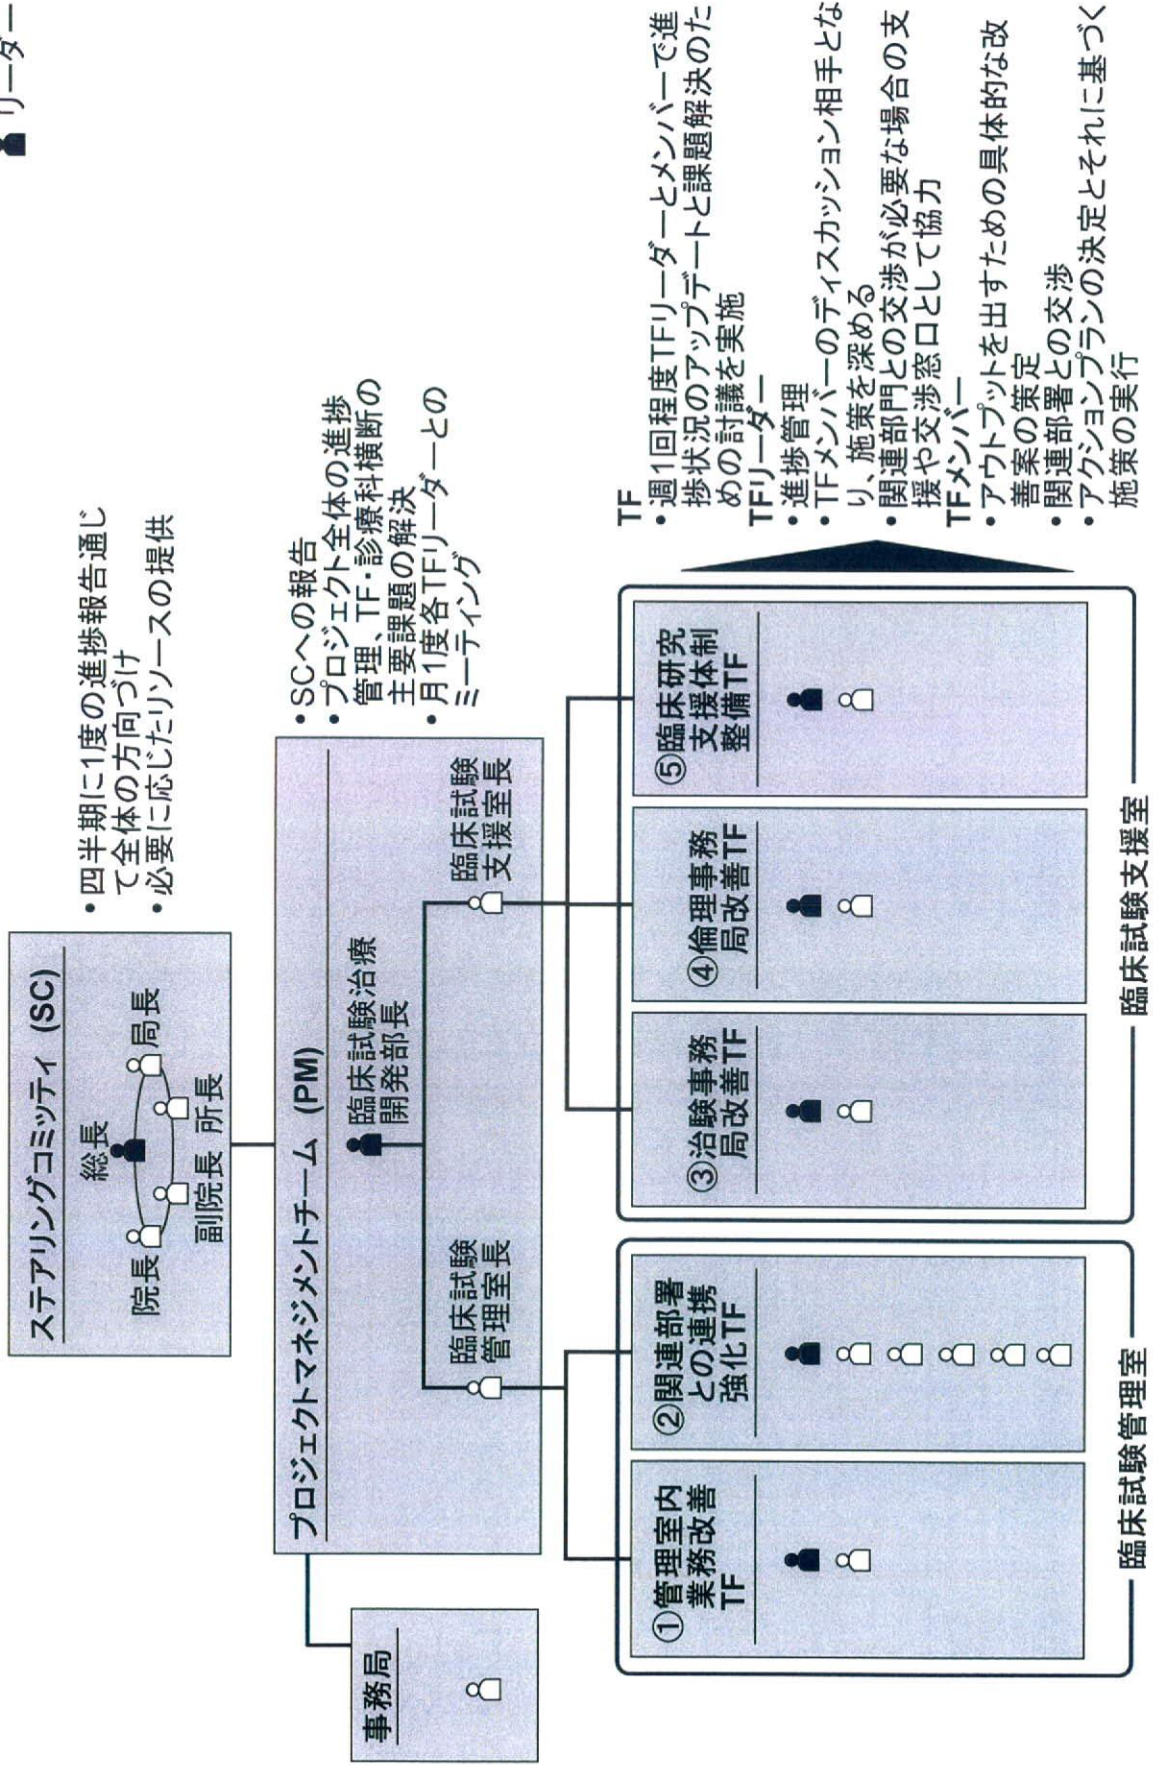 リーダー
ステアリングコミッティ (SC)
総長
院長
局長
副院長
所長
・四半期に1度の進捗報告通じ
て全体の方向づけ
・必要に応じたリソースの提供
プロジェクトマネジメントチーム (PM)
臨床試験治療
開発部長
臨床試験
管理室長
臨床試験
支援室長
・SCへの報告
・プロジェクト全体の進捗
管理、TF・診療科横断の
主要課題の解決
・月1度各TFリーダーとの
ミーティング
事務局
①管理室内
業務改善
TF
②関連部署
との連携
強化TF
③治験事務
局改善TF
④倫理事務
局改善TF
⑤臨床研究
支援体制
整備TF
臨床試験管理室
臨床試験支援室
TF
・週1回程度TFリーダーとメンバーで進
捗状況のアップデートと課題解決のた
めの討議を実施
TFリーダー
・進捗管理
・TFメンバーのディスカッション相手とな
り、施策を深める
・関連部門との交渉が必要な場合の支
援や交渉窓口として協力
TFメンバー
・アウトプットを出すための具体的な改
善案の策定
・関連部署との交渉
・アクションプランの決定とそれに基づく
施策の実行